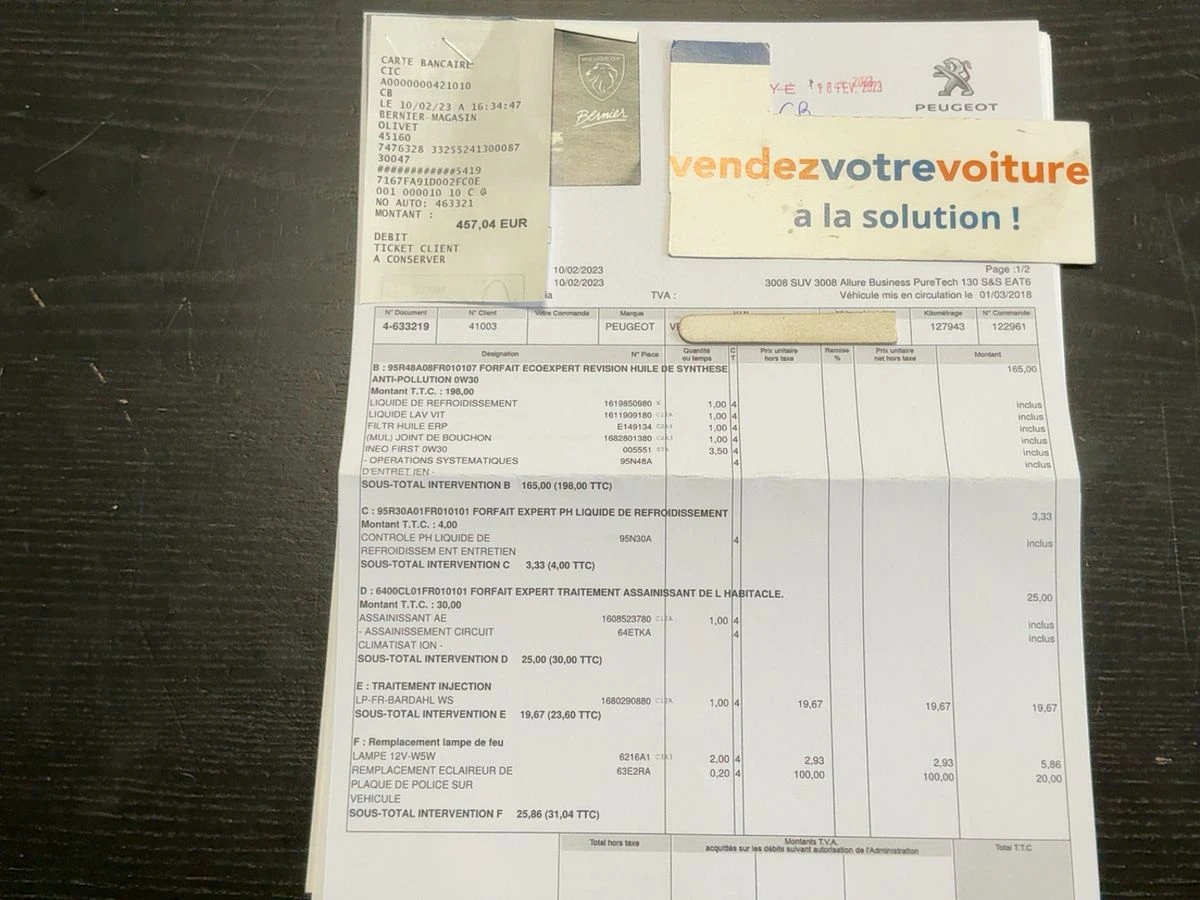 CARTE BANCAIRE
CIC
A0000000421010
CB
LE 10/02/23 A 16:34:47
BERNIER-MAGASIN
OLIVET
45160
7476328 33255241300087
30047
############5419
7167FA91D002FC0E
001 000010 10 C @
NO AUTO: 463321
MONTANT :
457,04 EUR
DEBIT
TICKET CLIENT
A CONSERVER
PEUGEOT
Bernier
FEV. 2023
CB
PEUGEOT
vendezvotrevoiture
a la solution !
10/02/2023
10/02/2023
Page :1/2
3008 SUV 3008 Allure Business PureTech 130 S&S EAT6
TVA : Véhicule mis en circulation le 01/03/2018
N° Document N° Client Votre Commande Marque Kilométrage N° Commande
4-633219 41003 PEUGEOT 127943 122961
Désignation N° Pièce Quantité ou temps C T Prix unitaire hors taxe Remise % Prix unitaire net hors taxe Montant
B : 95R48A08FR010107 FORFAIT ECOEXPERT REVISION HUILE DE SYNTHESE 165,00
ANTI-POLLUTION 0W30
Montant T.T.C. : 198,00
LIQUIDE DE REFROIDISSEMENT 1619850980 X 1,00 4 inclus
LIQUIDE LAV VIT 1611909180 C12A 1,00 4 inclus
FILTR HUILE ERP E149134 C2A4 1,00 4 inclus
(MUL) JOINT DE BOUCHON 1682801380 C2A3 1,00 4 inclus
INEO FIRST 0W30 005551 STA 3,50 4 inclus
- OPERATIONS SYSTEMATIQUES 95N48A 4 inclus
D'ENTRET IEN -
SOUS-TOTAL INTERVENTION B 165,00 (198,00 TTC)
C : 95R30A01FR010101 FORFAIT EXPERT PH LIQUIDE DE REFROIDISSEMENT 3,33
Montant T.T.C. : 4,00
CONTROLE PH LIQUIDE DE 95N30A 4 inclus
REFROIDISSEM ENT ENTRETIEN
SOUS-TOTAL INTERVENTION C 3,33 (4,00 TTC)
D : 6400CL01FR010101 FORFAIT EXPERT TRAITEMENT ASSAINISSANT DE L HABITACLE. 25,00
Montant T.T.C. : 30,00
ASSAINISSANT AE 1608523780 C12A 1,00 4 inclus
- ASSAINISSEMENT CIRCUIT 64ETKA 4 inclus
CLIMATISAT ION -
SOUS-TOTAL INTERVENTION D 25,00 (30,00 TTC)
E : TRAITEMENT INJECTION
LP-FR-BARDAHL WS 1680290880 C12A 1,00 4 19,67 19,67 19,67
SOUS-TOTAL INTERVENTION E 19,67 (23,60 TTC)
F : Remplacement lampe de feu
LAMPE 12V-W5W 6216A1 C3A3 2,00 4 2,93 2,93 5,86
REMPLACEMENT ECLAIREUR DE 63E2RA 0,20 4 100,00 100,00 20,00
PLAQUE DE POLICE SUR
VEHICULE
SOUS-TOTAL INTERVENTION F 25,86 (31,04 TTC)
Total hors taxe Montants T.V.A. Total T.T.C
acquittés sur les débits suivant autorisation de l'Administration